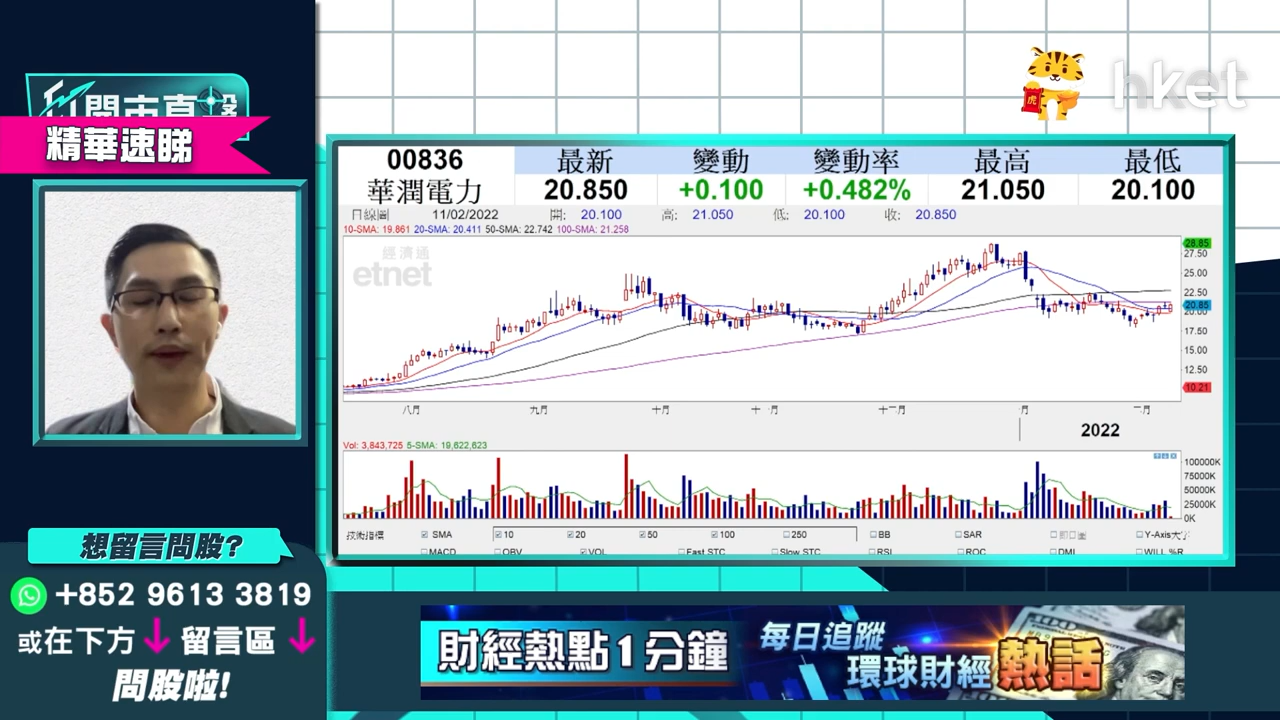 開市直擊
精華速睇
hket
虎
00836
華潤電力
最新
20.850
變動
+0.100
變動率
+0.482%
最高
21.050
最低
20.100
日線圖 11/02/2022 開: 20.100 高: 21.050 低: 20.100 收: 20.850
10-SMA: 19.861 20-SMA: 20.411 50-SMA: 22.742 100-SMA: 21.258
經濟通
etnet
28.85
27.50
25.00
22.50
20.85
20.00
17.50
15.00
12.50
10.21
八月 九月 十月 十一月 十二月 一月 二月
2022
Vol: 3,843,725 5-SMA: 19,622,623
100000K
75000K
50000K
25000K
0K
技術指標 SMA 10 20 50 100 250 BB SAR Y-Axis大
MACD OBV VOL Fast STC Slow STC RSI ROC DMI WILL %R
想留言問股?
+852 9613 3819
或在下方 留言區
問股啦!
財經熱點1分鐘
每日追蹤
環球財經熱話